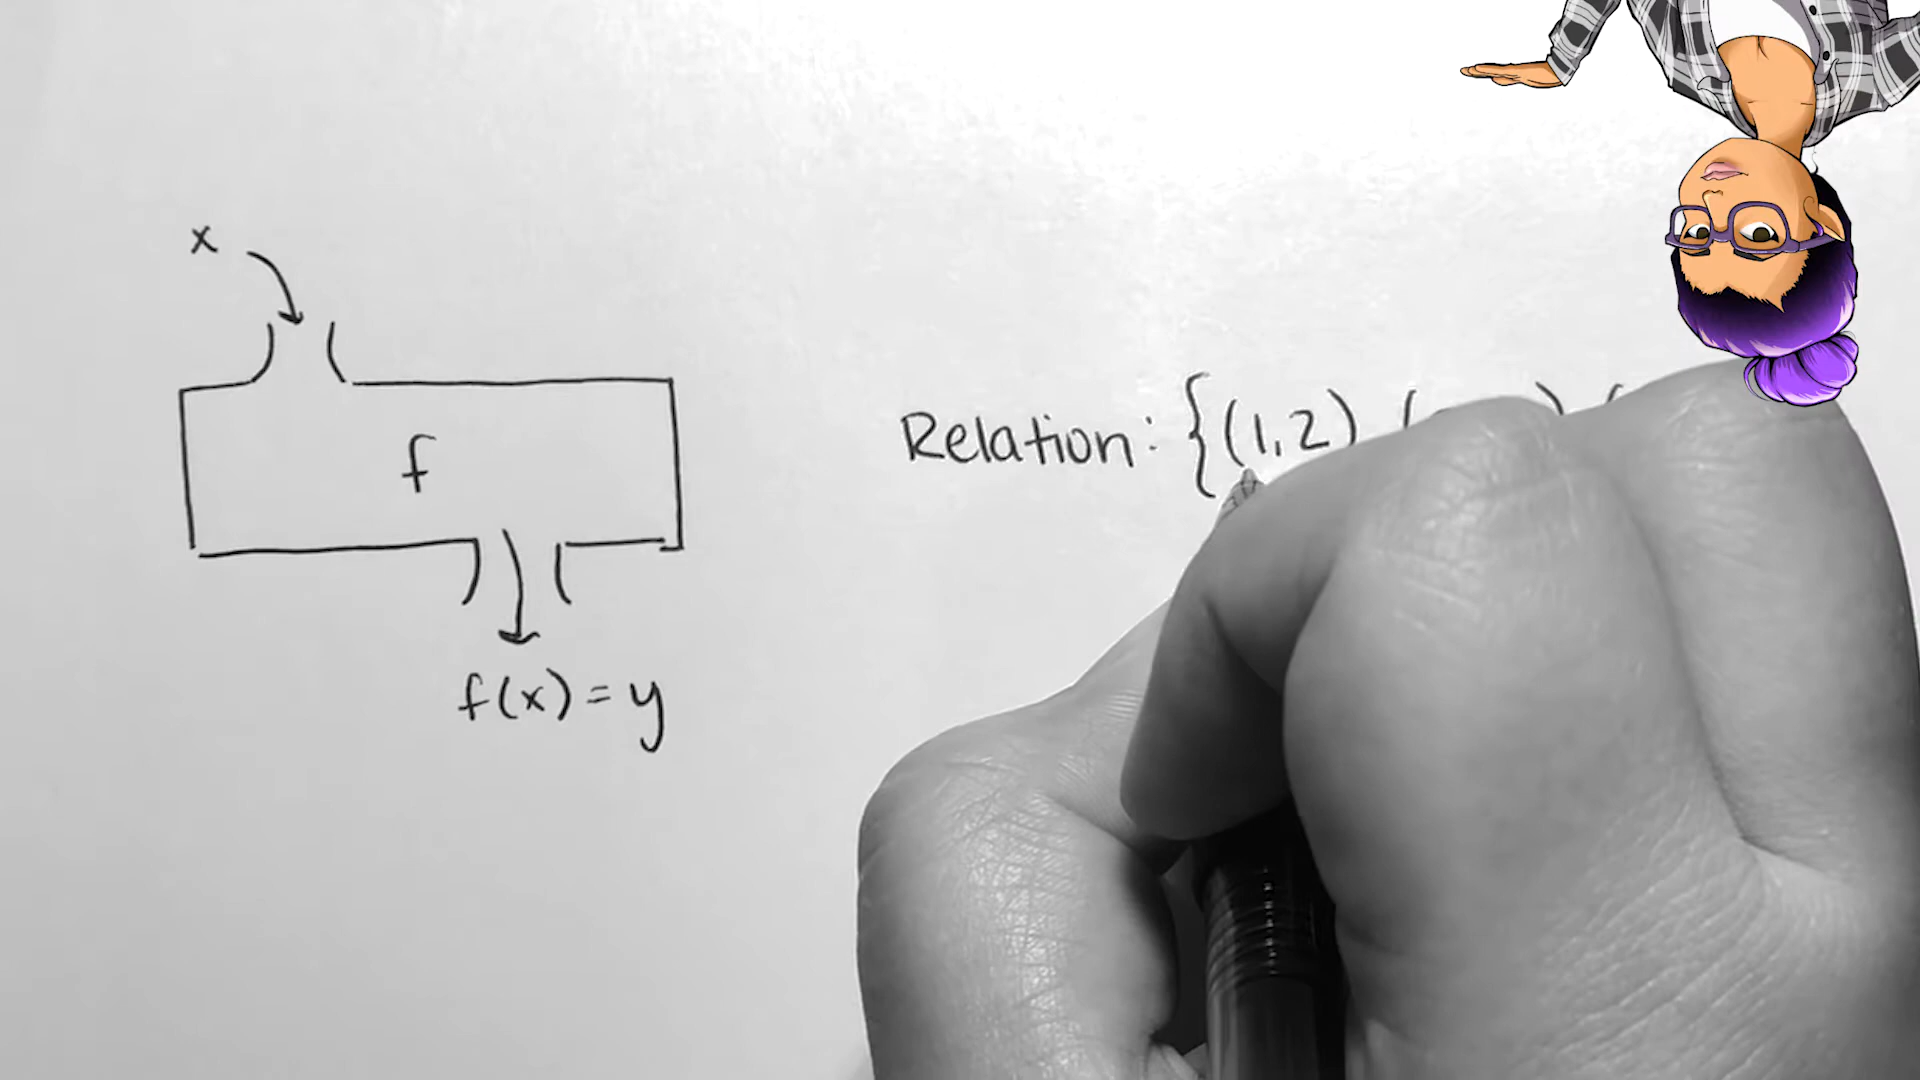 x
f
f(x) = y
Relation: {(1,2)